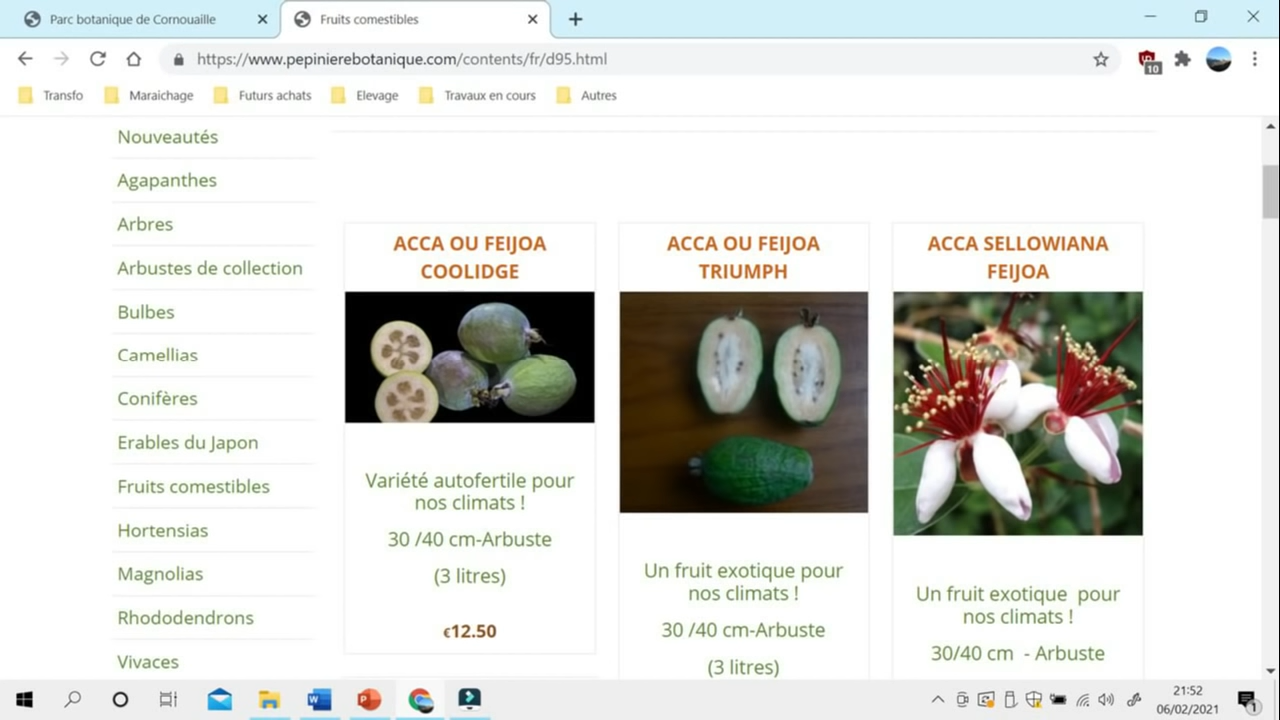 Parc botanique de Cornouaille
Fruits comestibles
https://www.pepinierebotanique.com/contents/fr/d95.html
10
Transfo
Maraichage
Futurs achats
Elevage
Travaux en cours
Autres
Nouveautés
Agapanthes
Arbres
Arbustes de collection
Bulbes
Camellias
Conifères
Erables du Japon
Fruits comestibles
Hortensias
Magnolias
Rhododendrons
Vivaces
ACCA OU FEIJOA
COOLIDGE
Variété autofertile pour
nos climats !
30 /40 cm-Arbuste
(3 litres)
€12.50
ACCA OU FEIJOA
TRIUMPH
Un fruit exotique pour
nos climats !
30 /40 cm-Arbuste
(3 litres)
ACCA SELLOWIANA
FEIJOA
Un fruit exotique pour
nos climats !
30/40 cm - Arbuste
21:52
06/02/2021
1